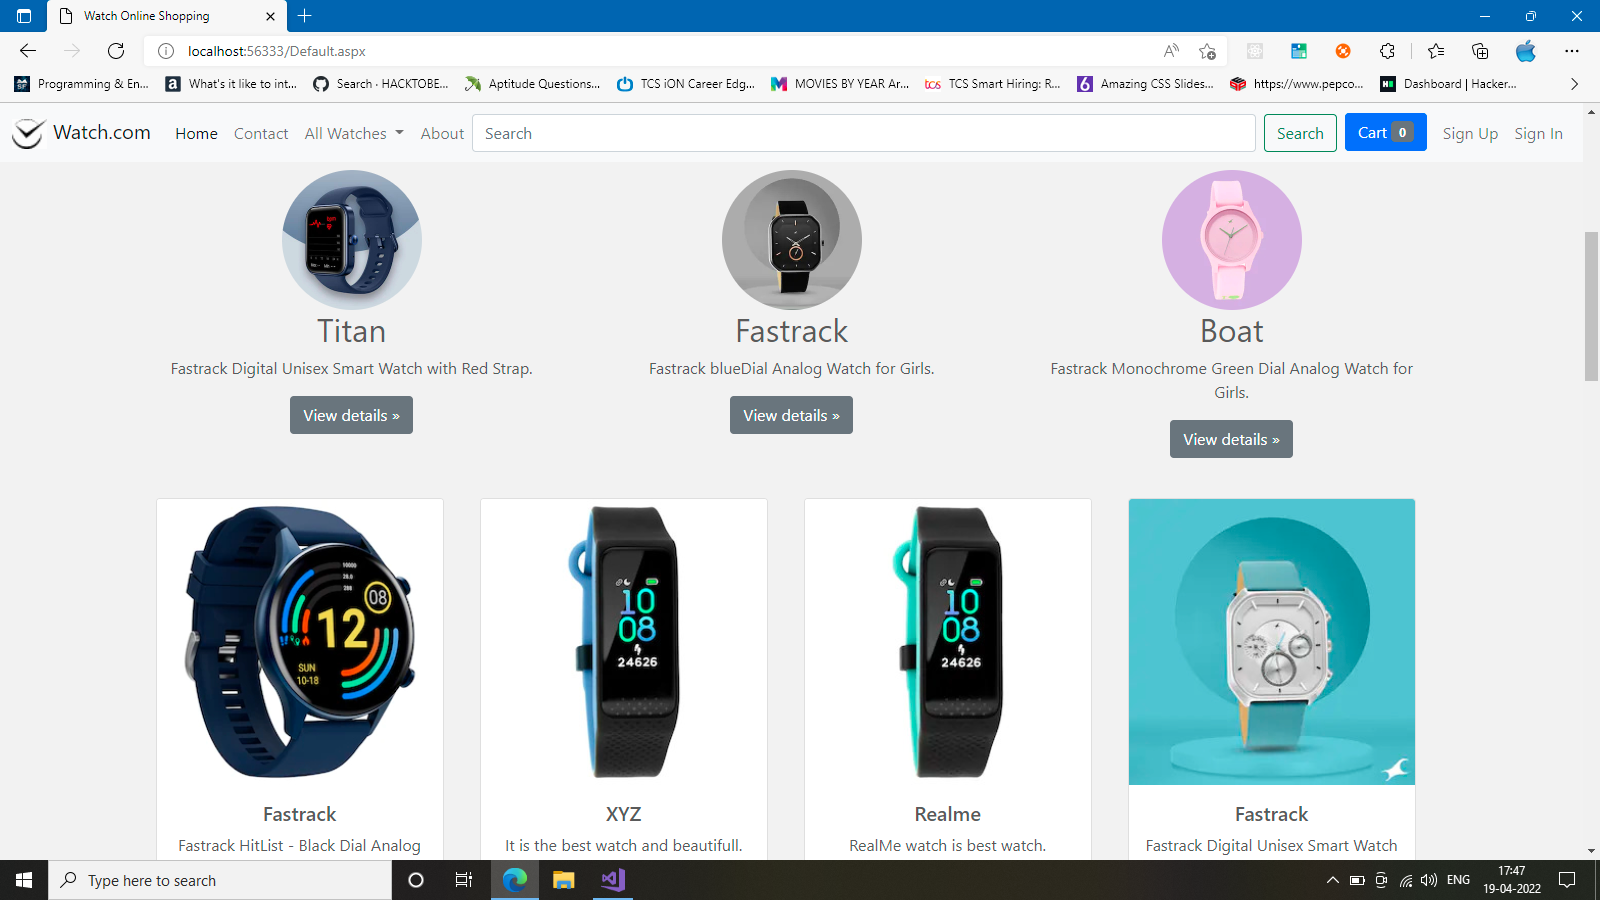 Watch Online Shopping
localhost:56333/Default.aspx
Programming & En...
What's it like to int...
Search · HACKTOBE...
Aptitude Questions...
TCS iON Career Edg...
MOVIES BY YEAR Ar...
TCS Smart Hiring: R...
Amazing CSS Slides...
https://www.pepco...
Dashboard | Hacker...
Watch.com
Home
Contact
All Watches
About
Search
Search
Cart 0
Sign Up
Sign In
Titan
Fastrack
Boat
Fastrack Digital Unisex Smart Watch with Red Strap.
Fastrack blueDial Analog Watch for Girls.
Fastrack Monochrome Green Dial Analog Watch for
Girls.
View details »
View details »
View details »
10000
08
12
SUN
10-18
10
08
24626
10
08
24626
Fastrack
XYZ
Realme
Fastrack
Fastrack HitList - Black Dial Analog
It is the best watch and beautifull.
RealMe watch is best watch.
Fastrack Digital Unisex Smart Watch
Type here to search
ENG
17:47
19-04-2022